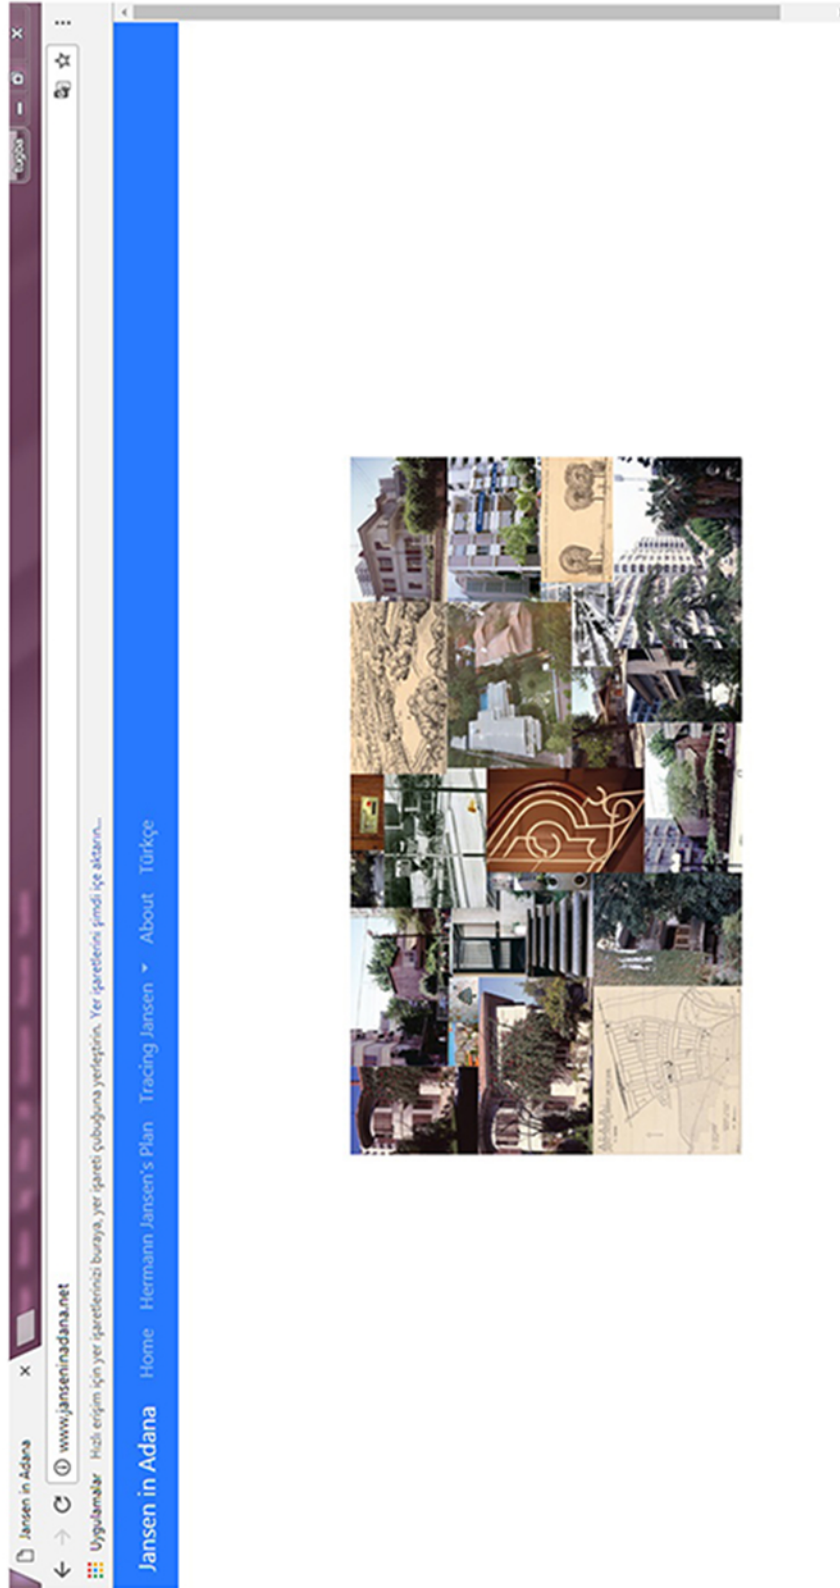 Jansen in Adana
tugba
www.janseninadana.net
Uygulamalar Hızlı erişim için yer işaretlerinizi buraya, yer işareti çubuğuna yerleştirin. Yer işaretlerini şimdi içe aktarın...
Jansen in Adana Home Hermann Jansen's Plan Tracing Jansen About Türkçe